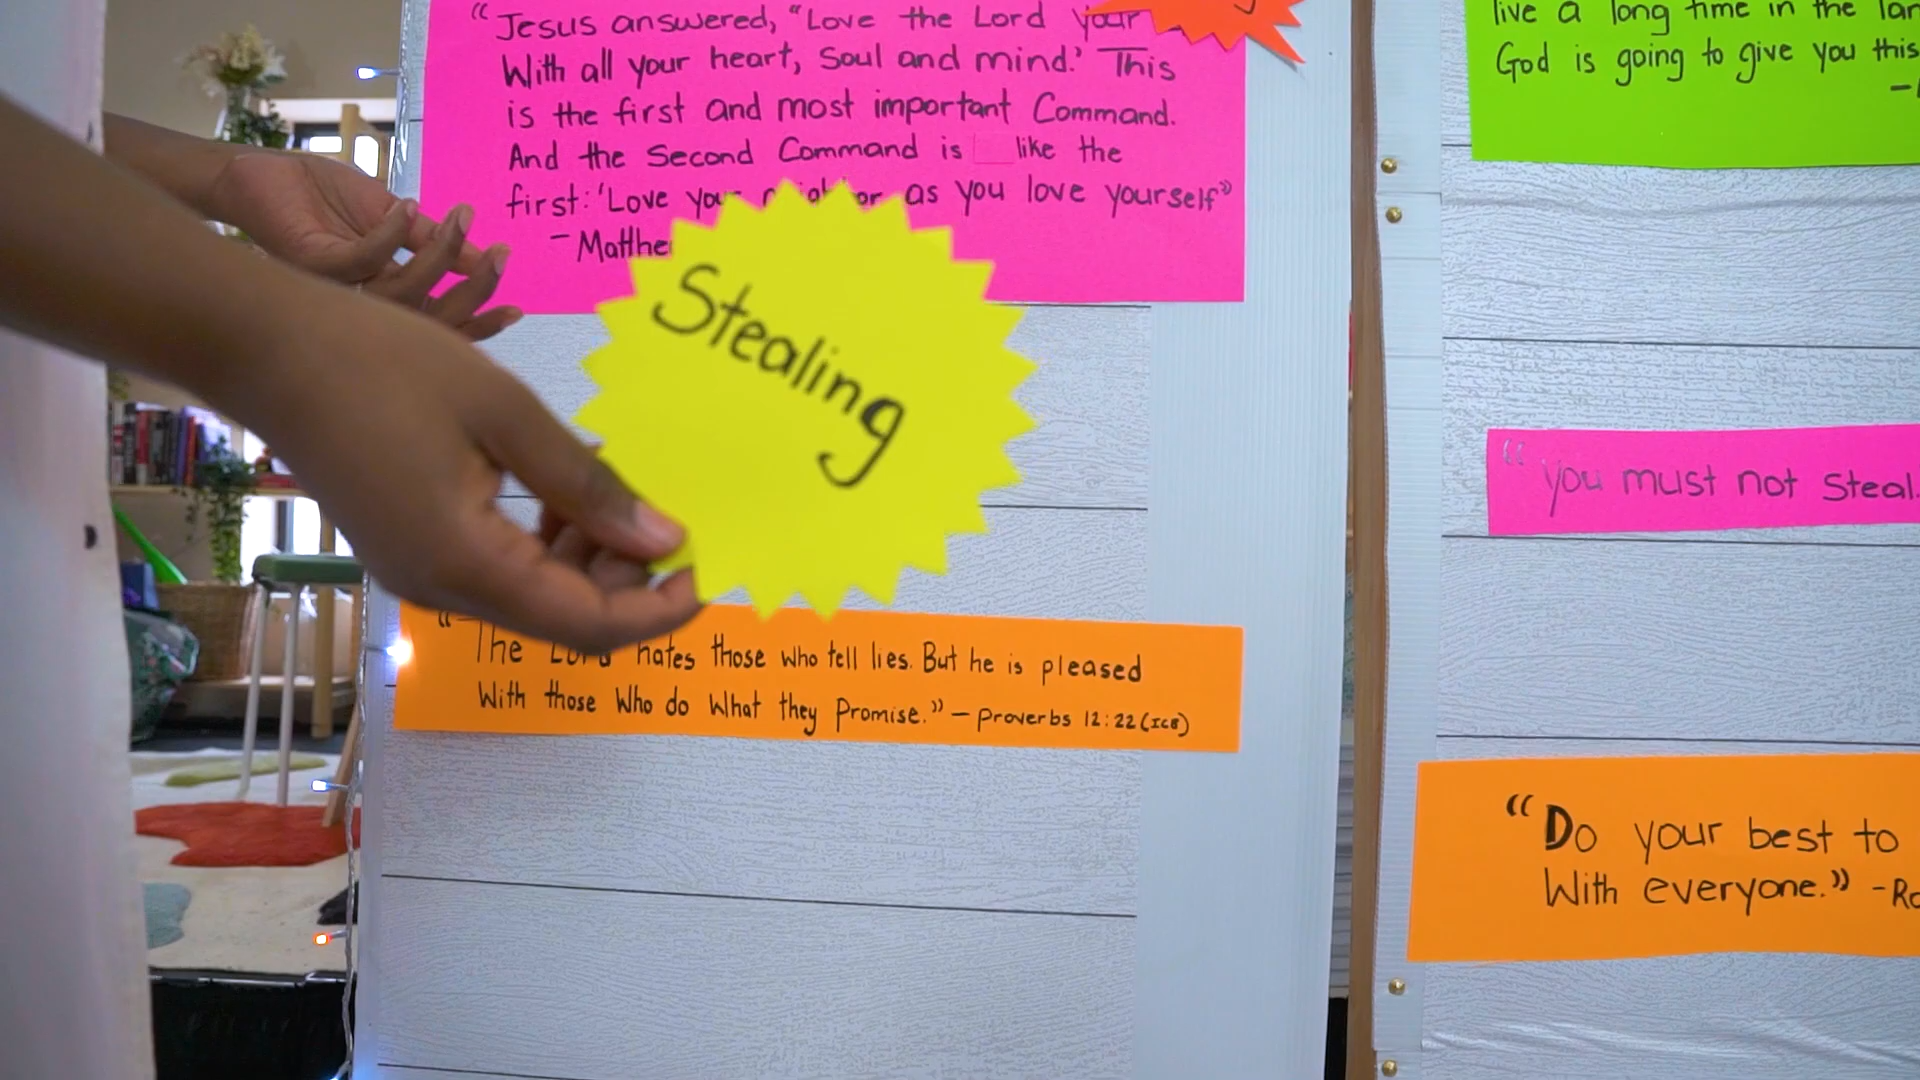 “Jesus answered, “Love the Lord your
With all your heart, Soul and mind.’ This
is the first and most important Command.
And the Second Command is like the
first: ‘Love as you love yourself”
Stealing
“The Lord hates those who tell lies. But he is pleased
With those Who do What they Promise.” – Proverbs 12:22 (ICB)
live a long time in the
God is going to give you this
“You must not Steal.
“Do your best to
With everyone.”